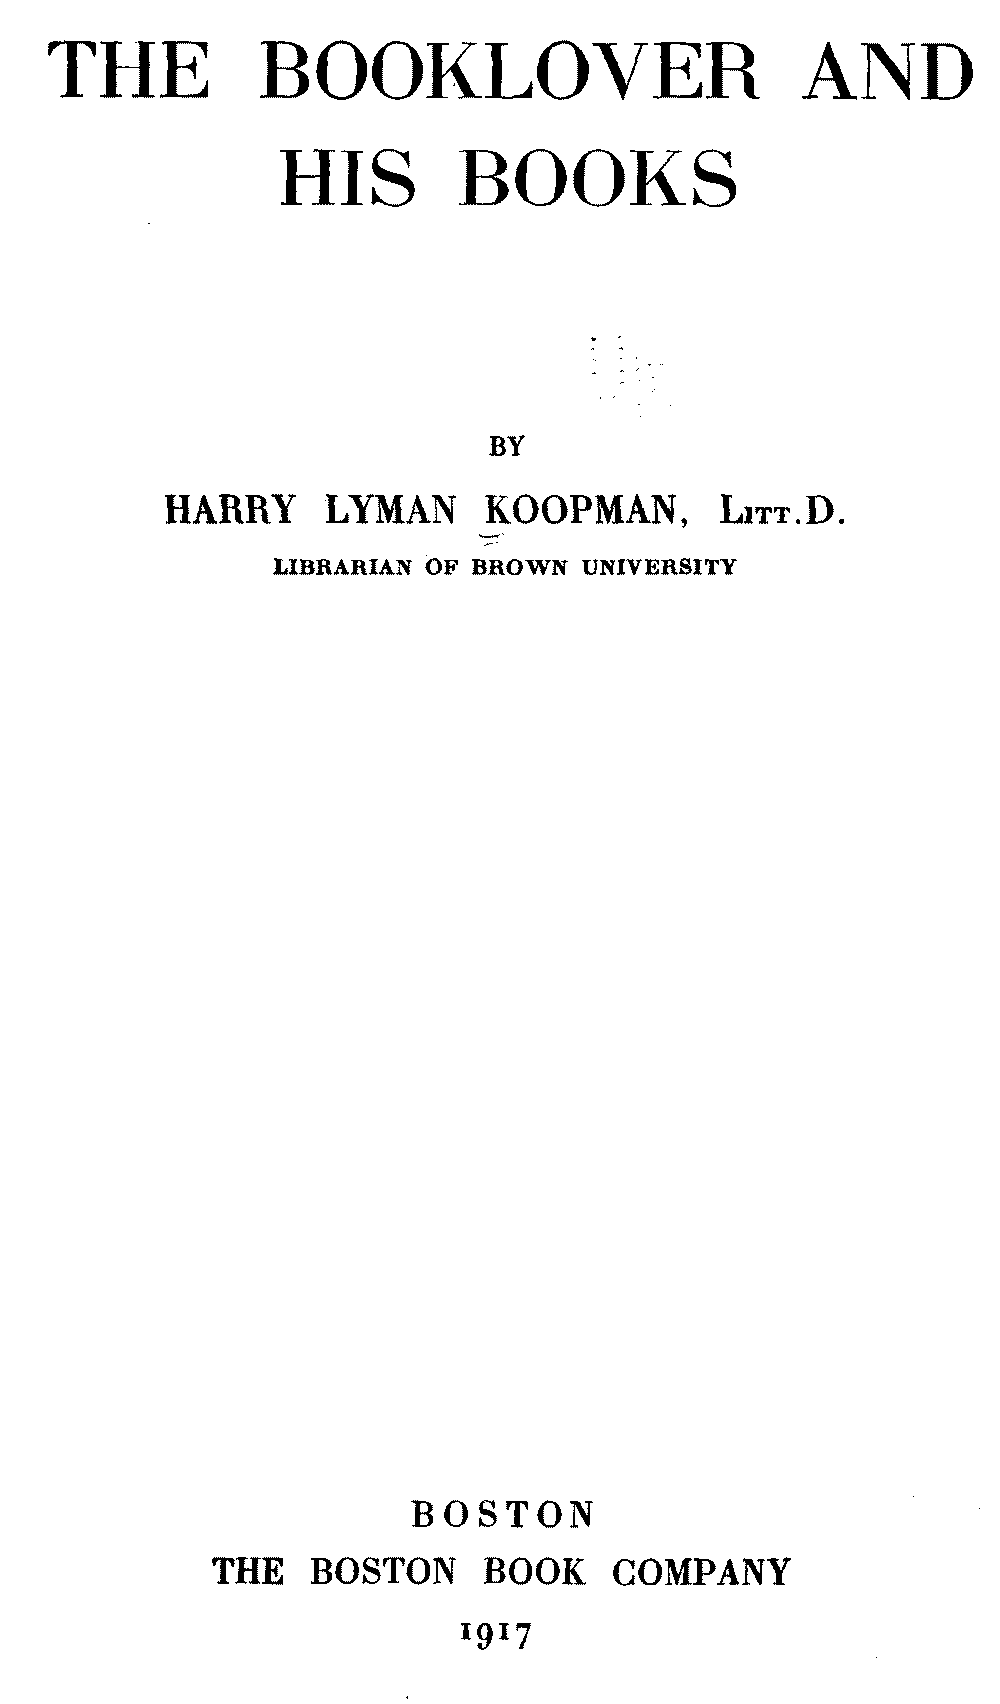 THE BOOKLOVER AND
HIS BOOKS
BY
HARRY LYMAN KOOPMAN, LITT.D.
LIBRARIAN OF BROWN UNIVERSITY
BOSTON
THE BOSTON BOOK COMPANY
1917